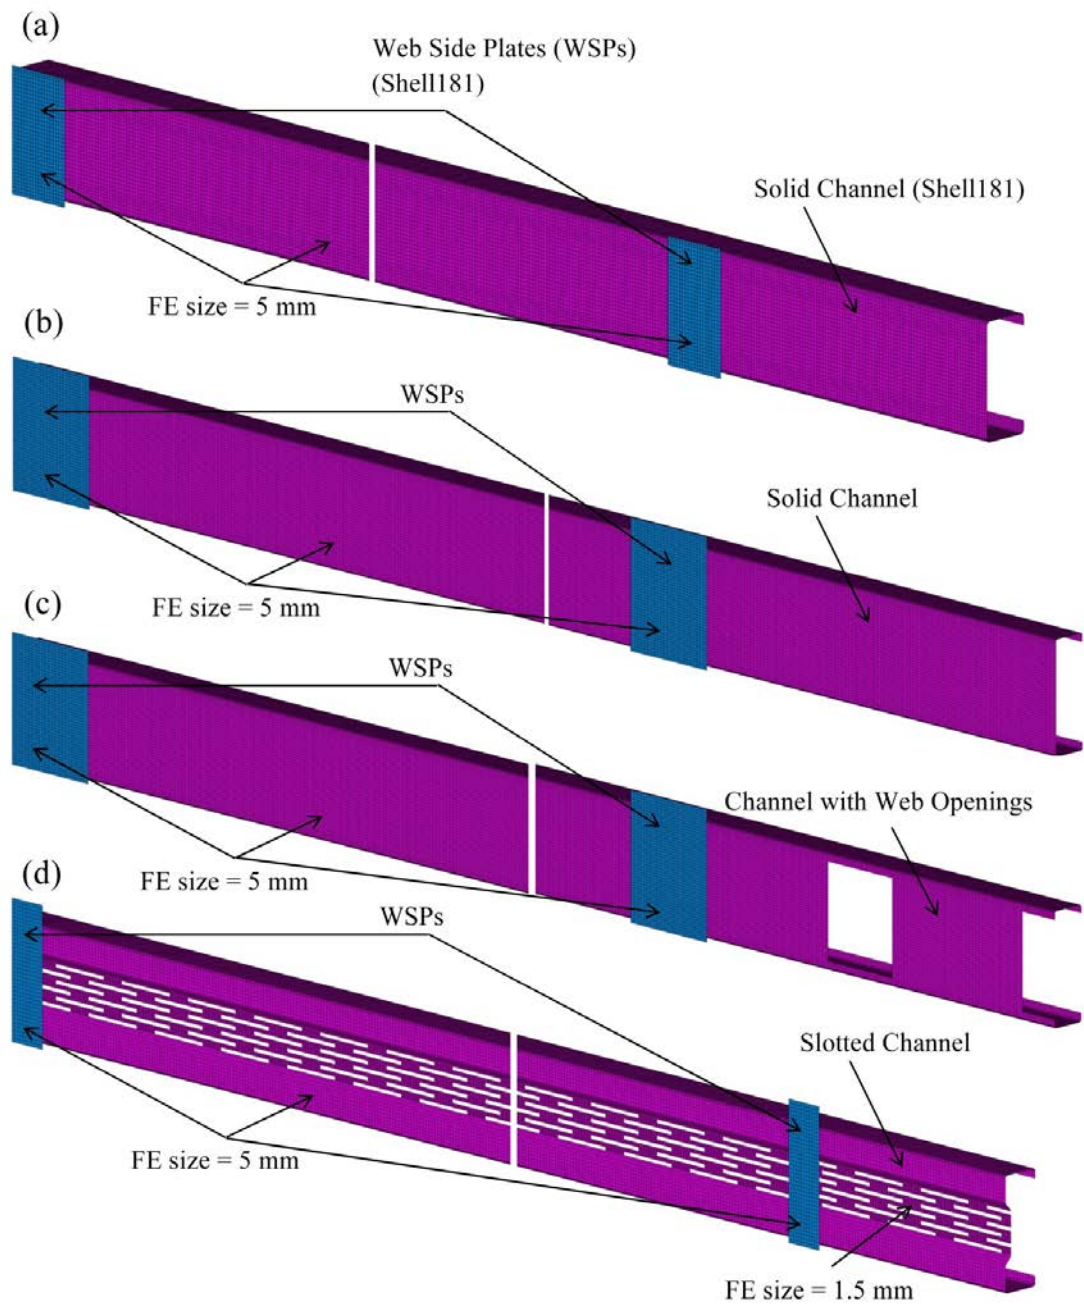 (a)
Web Side Plates (WSPs)
(Shell181)
Solid Channel (Shell181)
FE size = 5 mm
(b)
WSPs
Solid Channel
FE size = 5 mm
(c)
WSPs
Channel with Web Openings
FE size = 5 mm
(d)
WSPs
Slotted Channel
FE size = 5 mm
FE size = 1.5 mm